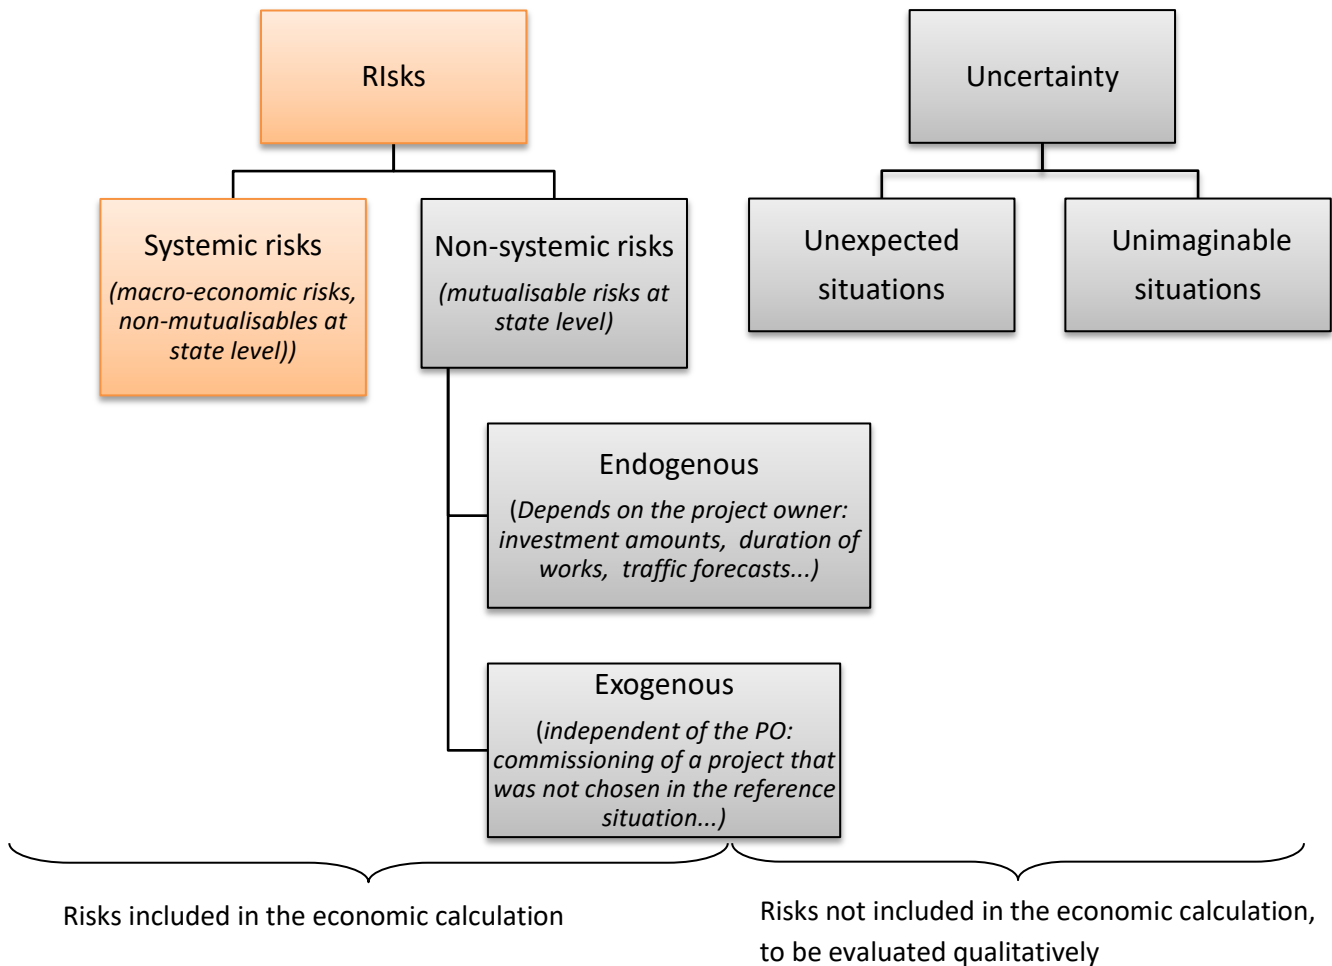 RIsks
Uncertainty
Systemic risks
(macro-economic risks,
non-mutualisables at
state level))
Non-systemic risks
(mutualisable risks at
state level)
Unexpected
situations
Unimaginable
situations
Endogenous
(Depends on the project owner:
investment amounts, duration of
works, traffic forecasts...)
Exogenous
(independent of the PO:
commissioning of a project that
was not chosen in the reference
situation...)
Risks included in the economic calculation
Risks not included in the economic calculation,
to be evaluated qualitatively